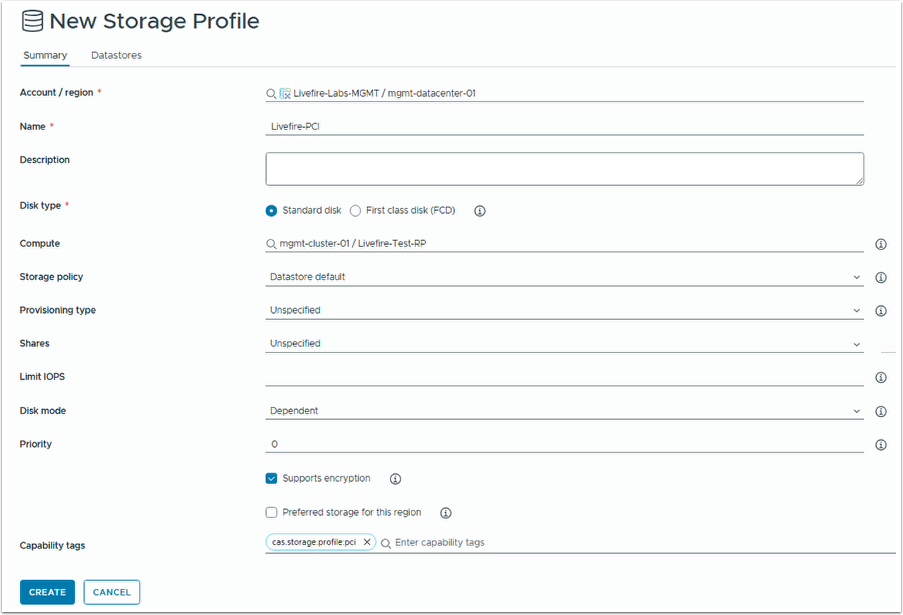 New Storage Profile
Summary Datastores
Account / region * Livefire-Labs-MGMT / mgmt-datacenter-01
Name * Livefire-PCI
Description
Disk type * Standard disk First class disk (FCD)
Compute mgmt-cluster-01 / Livefire-Test-RP
Storage policy Datastore default
Provisioning type Unspecified
Shares Unspecified
Limit IOPS
Disk mode Dependent
Priority 0
Supports encryption
Preferred storage for this region
Capability tags cas.storage.profile:pci Enter capability tags
CREATE CANCEL